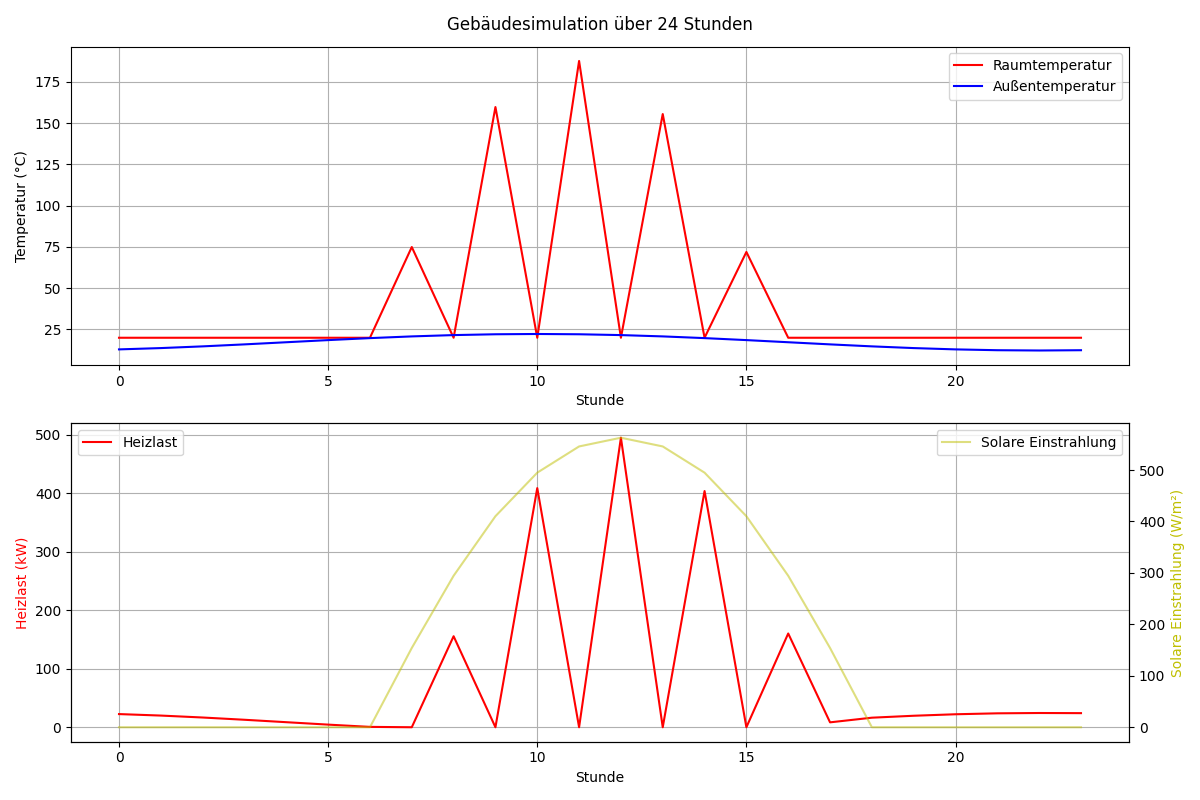 Gebäudesimulation über 24 Stunden
Temperatur (°C)
175
150
125
100
75
50
25
Raumtemperatur
Außentemperatur
0 5 10 15 20
Stunde
Heizlast (kW)
500
400
300
200
100
0
Heizlast
Solare Einstrahlung
500
400
300
200
100
0
Solare Einstrahlung (W/m²)
0 5 10 15 20
Stunde